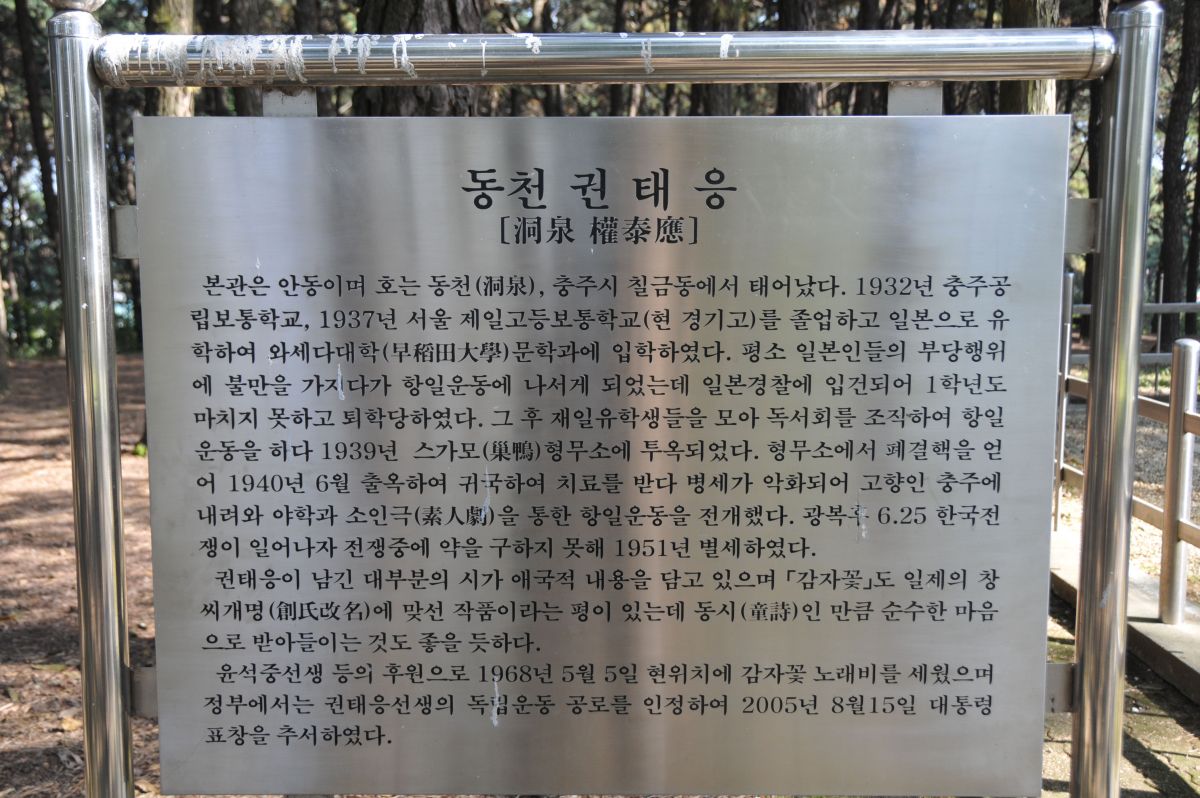 동천 권 태 응
[洞泉 權泰應]
본관은 안동이며 호는 동천(洞泉), 충주시 칠금동에서 태어났다. 1932년 충주공
립보통학교, 1937년 서울 제일고등보통학교(현 경기고)를 졸업하고 일본으로 유
학하여 와세다대학(早稻田大學)문학과에 입학하였다. 평소 일본인들의 부당행위
에 불만을 가지다가 항일운동에 나서게 되었는데 일본경찰에 입건되어 1학년도
마치지 못하고 퇴학당하였다. 그 후 재일유학생들을 모아 독서회를 조직하여 항일
운동을 하다 1939년 스가모(巢鴨)형무소에 투옥되었다. 형무소에서 폐결핵을 얻
어 1940년 6월 출옥하여 귀국하여 치료를 받다 병세가 악화되어 고향인 충주에
내려와 야학과 소인극(素人劇)을 통한 항일운동을 전개했다. 광복후 6.25 한국전
쟁이 일어나자 전쟁중에 약을 구하지 못해 1951년 별세하였다.
권태응이 남긴 대부분의 시가 애국적 내용을 담고 있으며 「감자꽃」도 일제의 창
씨개명(創氏改名)에 맞선 작품이라는 평이 있는데 동시(童詩)인 만큼 순수한 마음
으로 받아들이는 것도 좋을 듯하다.
윤석중선생 등의 후원으로 1968년 5월 5일 현위치에 감자꽃 노래비를 세웠으며
정부에서는 권태응선생의 독립운동 공로를 인정하여 2005년 8월15일 대통령
표창을 추서하였다.